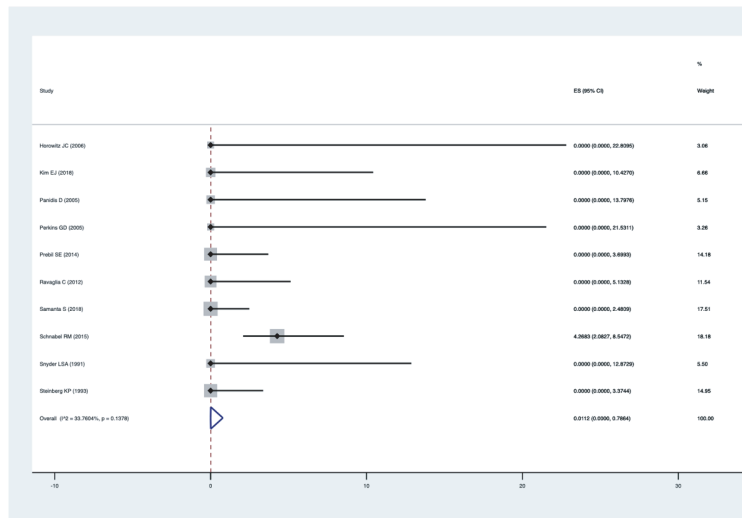 %
Study ES (95% CI) Weight
Horowitz JC (2006) 0.0000 (0.0000, 22.8095) 3.06
Kim EJ (2018) 0.0000 (0.0000, 10.4270) 6.66
Panidis D (2005) 0.0000 (0.0000, 13.7976) 5.15
Perkins GD (2005) 0.0000 (0.0000, 21.5311) 3.26
Prebil SE (2014) 0.0000 (0.0000, 3.6993) 14.18
Ravaglia C (2012) 0.0000 (0.0000, 5.1328) 11.54
Samanta S (2018) 0.0000 (0.0000, 2.4809) 17.51
Schnabel RM (2015) 4.2683 (2.0827, 8.5472) 18.18
Snyder LSA (1991) 0.0000 (0.0000, 12.8729) 5.50
Steinberg KP (1993) 0.0000 (0.0000, 3.3744) 14.95
Overall (I^2 = 33.7604%, p = 0.1378) 0.0112 (0.0000, 0.7664) 100.00
-10 0 10 20 30